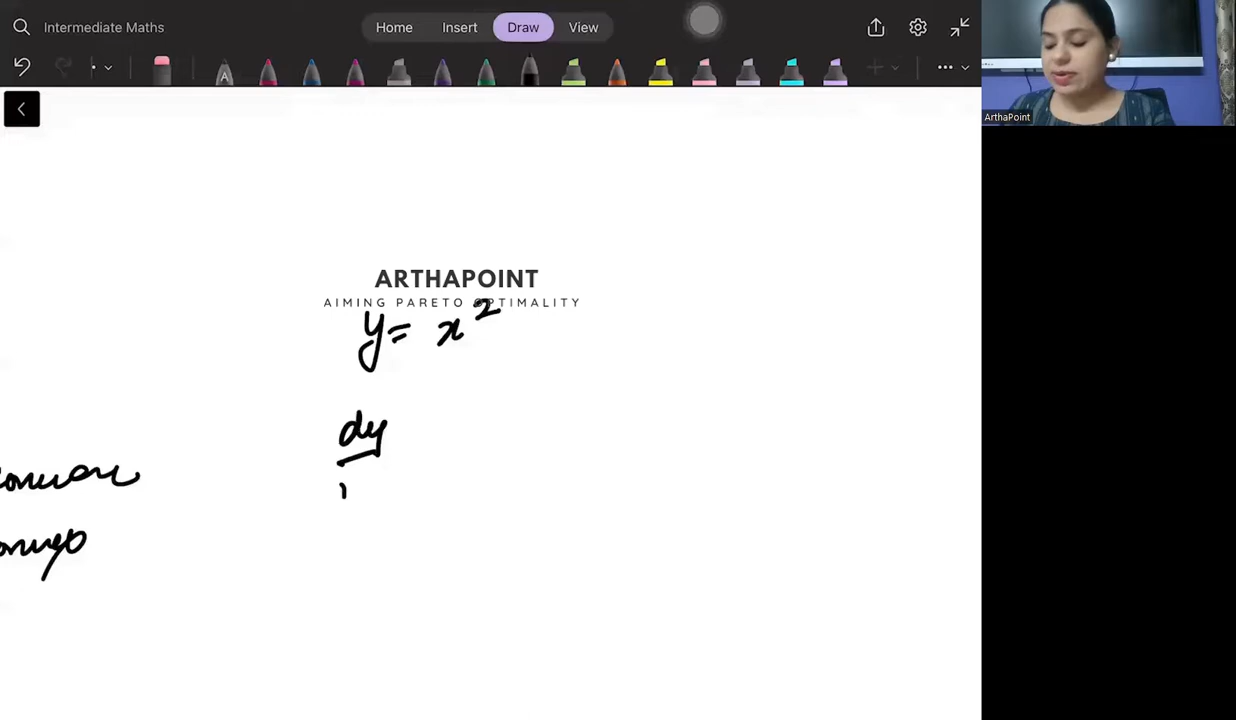 Intermediate Maths
Home Insert Draw View
A
ArthaPoint
ARTHAPOINT
AIMING PARETO OPTIMALITY
y = x²
dy